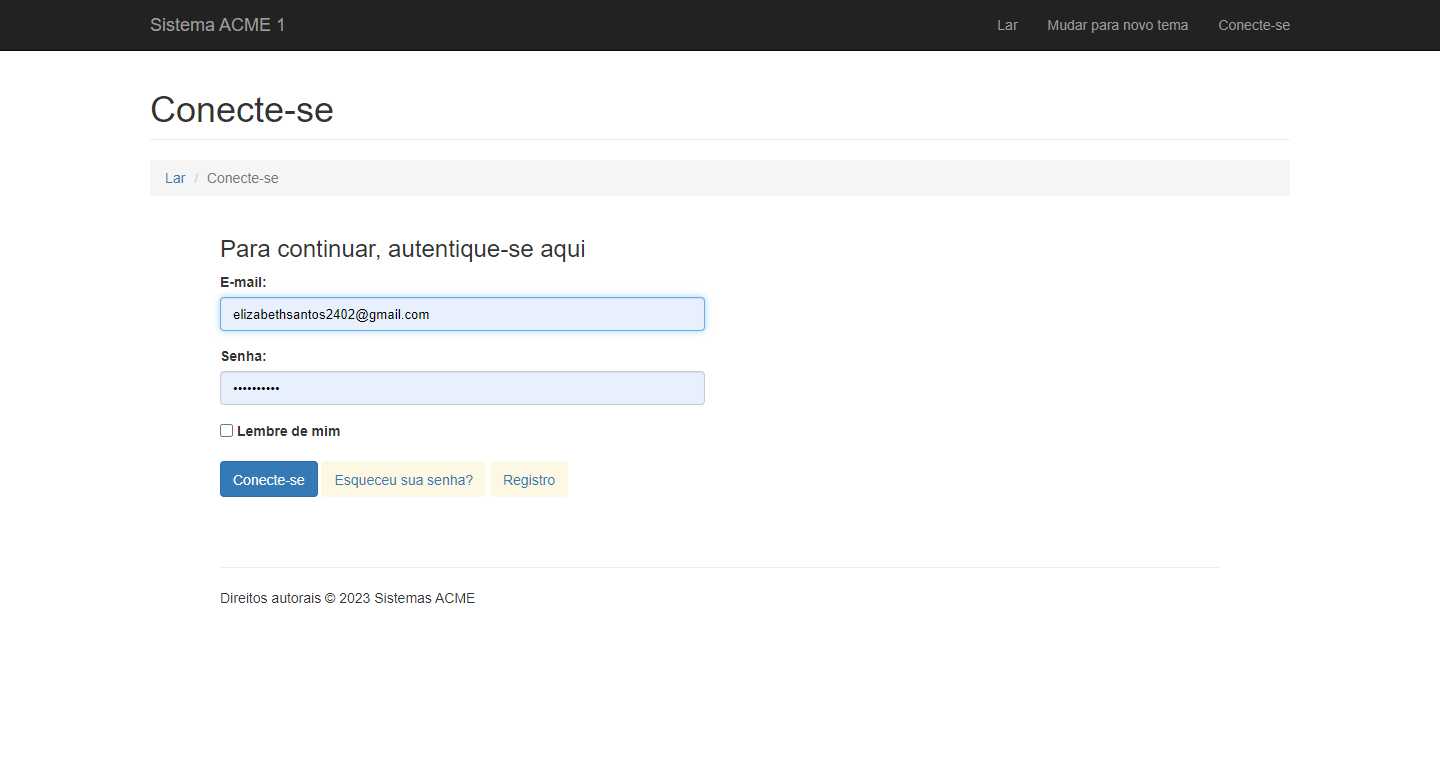 Sistema ACME 1
Lar
Mudar para novo tema
Conecte-se
Conecte-se
Lar / Conecte-se
Para continuar, autentique-se aqui
E-mail:
elizabethsantos2402@gmail.com
Senha:
••••••••••
Lembre de mim
Conecte-se
Esqueceu sua senha?
Registro
Direitos autorais © 2023 Sistemas ACME